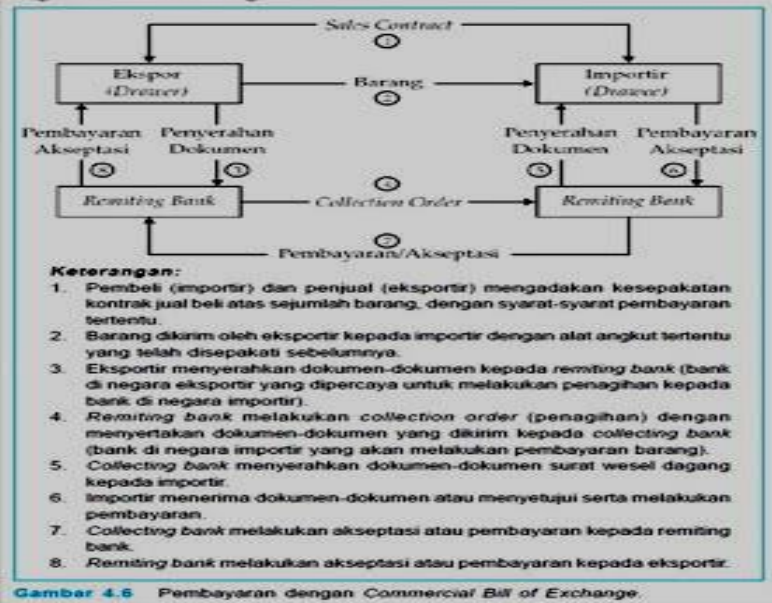 Sales Contract
1
Ekspor
(Drawer)
Barang
2
Importir
(Drawee)
Pembayaran Penyerahan
Akseptasi Dokumen
Penyerahan Pembayaran
Dokumen Akseptasi
8 3
4
5 6
Remiting Bank
Collection Order
Remiting Bank
7
Pembayaran/Akseptasi
Keterangan:
1. Pembeli (importir) dan penjual (eksportir) mengadakan kesepakatan
kontrak jual beli atas sejumlah barang, dengan syarat-syarat pembayaran
tertentu.
2. Barang dikirim oleh eksportir kepada importir dengan alat angkut tertentu
yang telah disepakati sebelumnya.
3. Eksportir menyerahkan dokumen-dokumen kepada remiting bank (bank
di negara eksportir yang dipercaya untuk melakukan penagihan kepada
bank di negara importir).
4. Remiting bank melakukan collection order (penagihan) dengan
menyertakan dokumen-dokumen yang dikirim kepada collecting bank
(bank di negara importir yang akan melakukan pembayaran barang).
5. Collecting bank menyerahkan dokumen-dokumen surat wesel dagang
kepada importir.
6. Importir menerima dokumen-dokumen atau menyetujui serta melakukan
pembayaran.
7. Collecting bank melakukan akseptasi atau pembayaran kepada remiting
bank.
8. Remiting bank melakukan akseptasi atau pembayaran kepada eksportir.
Gambar 4.6 Pembayaran dengan Commercial Bill of Exchange.